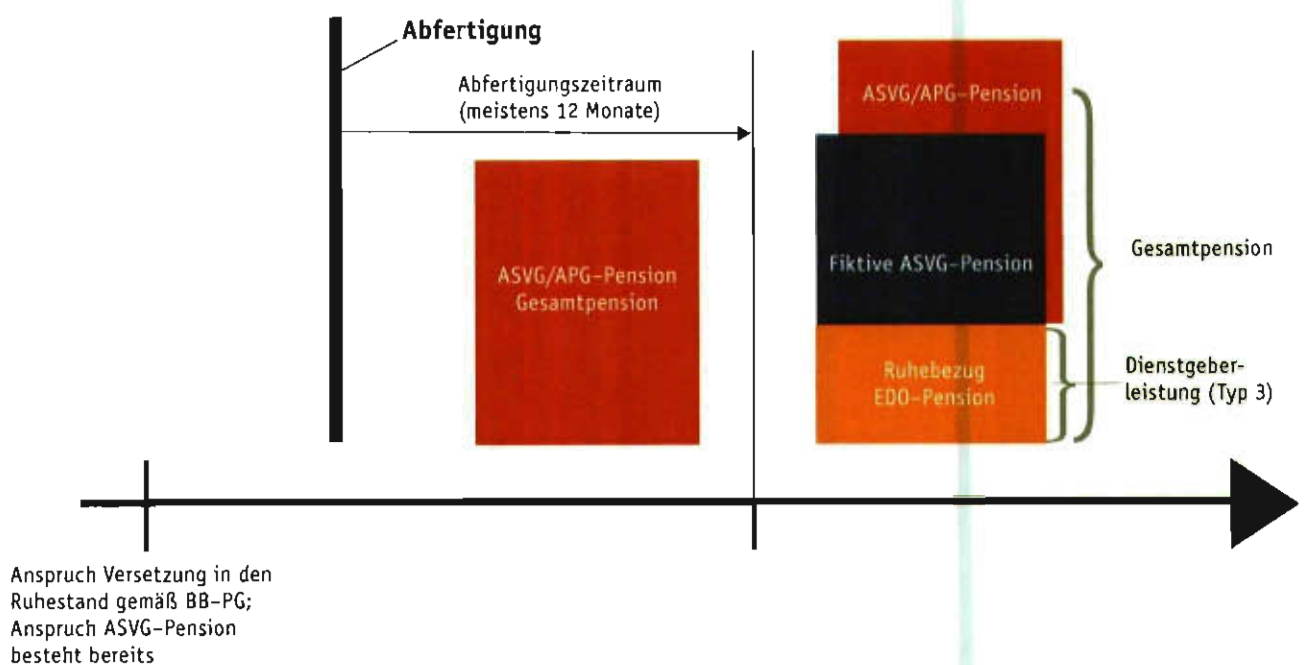 Abfertigung
Abfertigungszeitraum
(meistens 12 Monate)
ASVG/APG-Pension
Gesamtpension
ASVG/APG-Pension
Fiktive ASVG-Pension
Ruhebezug
EDO-Pension
Gesamtpension
Dienstgeber-
leistung (Typ 3)
Anspruch Versetzung in den
Ruhestand gemäß BB-PG;
Anspruch ASVG-Pension
besteht bereits